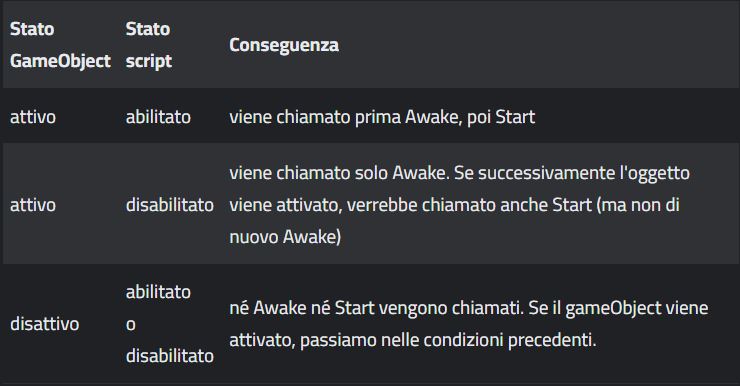 Stato GameObject
Stato script
Conseguenza
attivo
abilitato
viene chiamato prima Awake, poi Start
attivo
disabilitato
viene chiamato solo Awake. Se successivamente l'oggetto
viene attivato, verrebbe chiamato anche Start (ma non di
nuovo Awake)
disattivo
abilitato
o
disabilitato
né Awake né Start vengono chiamati. Se il gameObject viene
attivato, passiamo nelle condizioni precedenti.